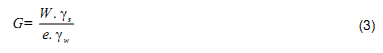 G = W . γs / e . γw (3)